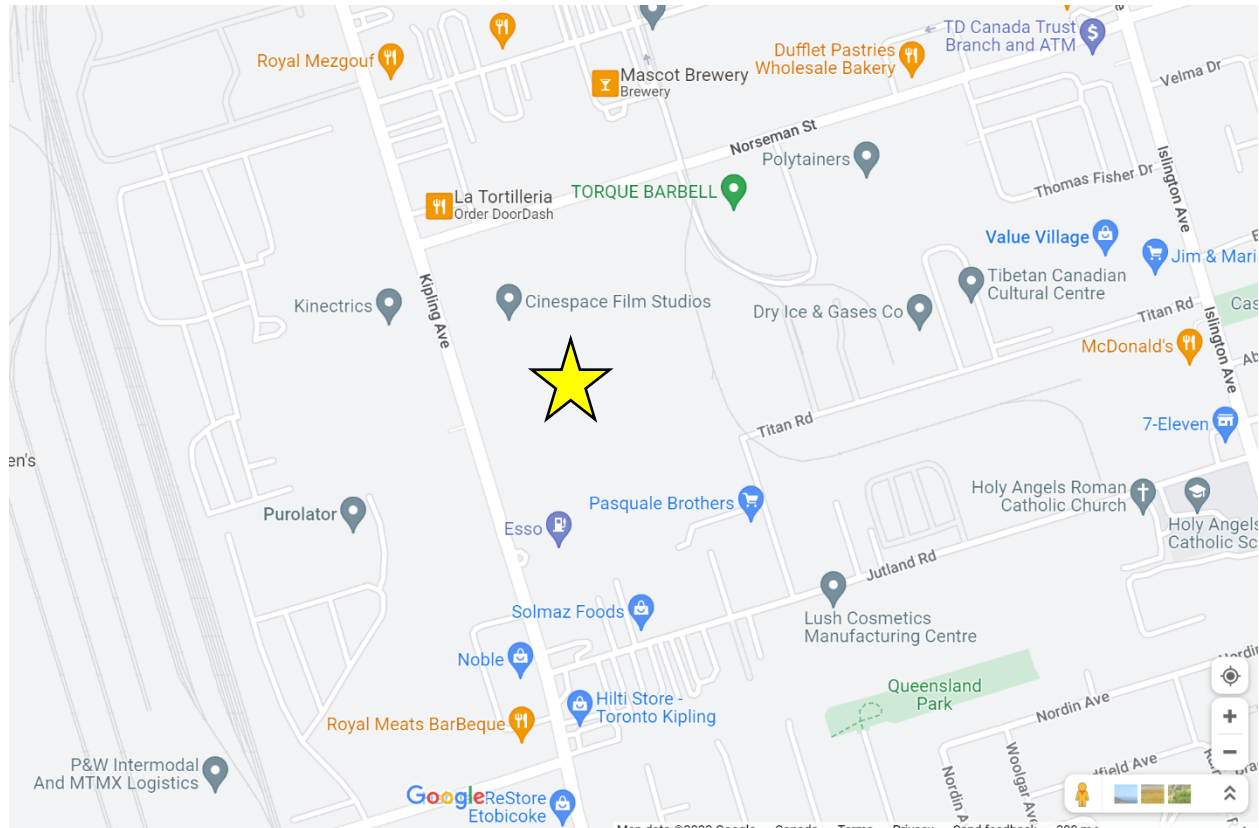 TD Canada Trust
Branch and ATM
Dufflet Pastries
Wholesale Bakery
Royal Mezgouf
Mascot Brewery
Brewery
Velma Dr
Norseman St
Polytainers
Islington Ave
Thomas Fisher Dr
TORQUE BARBELL
La Tortilleria
Order DoorDash
Value Village
Jim & Mari
Tibetan Canadian
Cultural Centre
Kipling Ave
Kinectrics
Cinespace Film Studios
Dry Ice & Gases Co
Titan Rd
Cas
Islington Ave
McDonald's
Ab
Titan Rd
7-Eleven
en's
Holy Angels Roman
Catholic Church
Pasquale Brothers
Purolator
Esso
Holy Angels
Catholic Sc
Jutland Rd
Solmaz Foods
Lush Cosmetics
Manufacturing Centre
Noble
Queensland
Park
Hilti Store -
Toronto Kipling
Nordin Ave
Royal Meats BarBeque
Woolgar Ave
P&W Intermodal
And MTMX Logistics
Nordin A
dfield Ave
Google
ReStore
Etobicoke